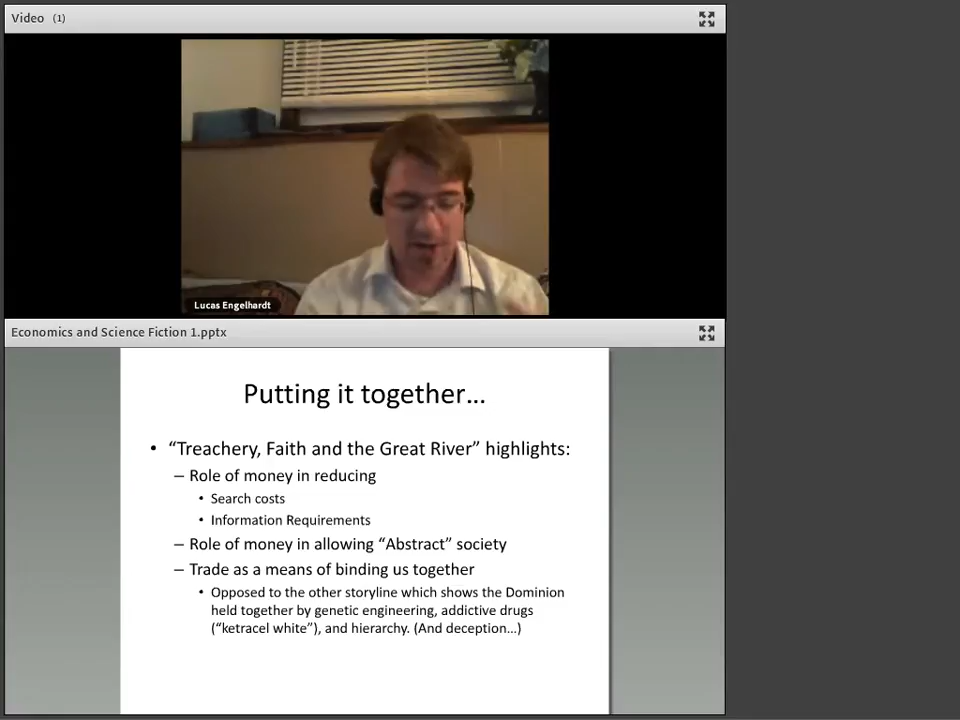 Video (1)
Lucas Engelhardt
Economics and Science Fiction 1.pptx
Putting it together…
• “Treachery, Faith and the Great River” highlights:
– Role of money in reducing
• Search costs
• Information Requirements
– Role of money in allowing “Abstract” society
– Trade as a means of binding us together
• Opposed to the other storyline which shows the Dominion
held together by genetic engineering, addictive drugs
(“ketracel white”), and hierarchy. (And deception…)